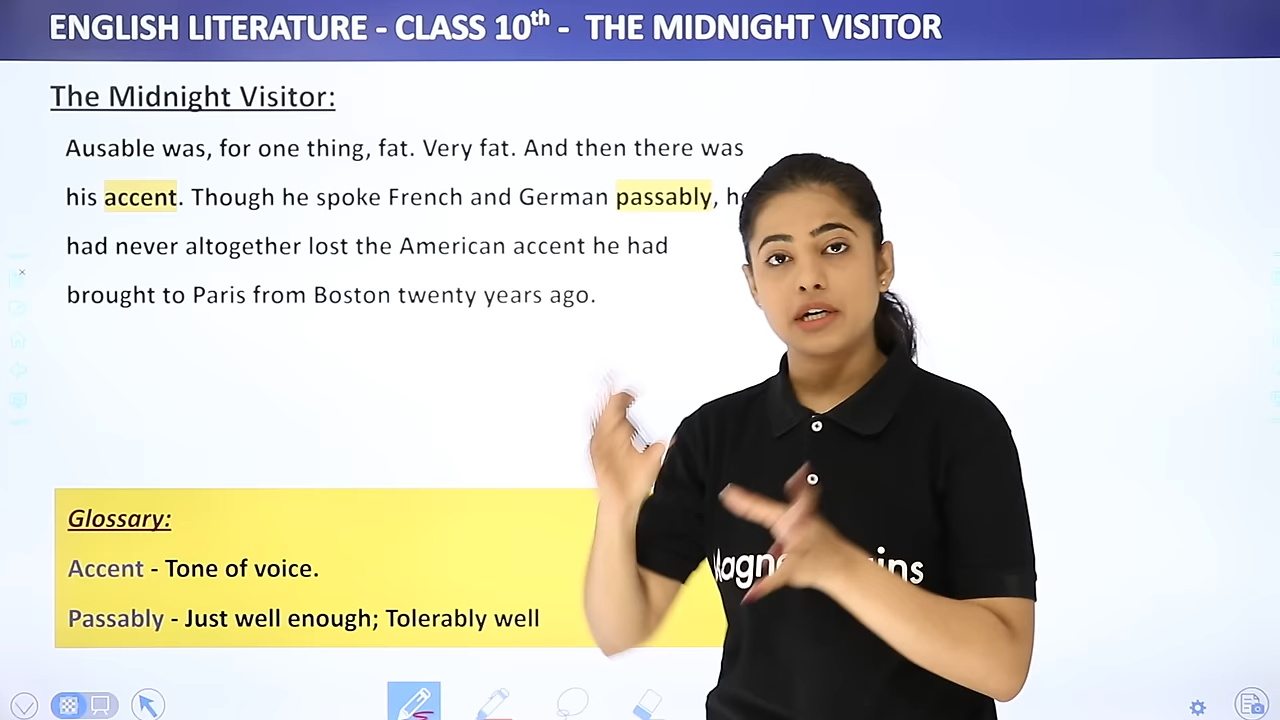 ENGLISH LITERATURE - CLASS 10th - THE MIDNIGHT VISITOR
The Midnight Visitor:
Ausable was, for one thing, fat. Very fat. And then there was
his accent. Though he spoke French and German passably, he
had never altogether lost the American accent he had
brought to Paris from Boston twenty years ago.
Glossary:
Accent - Tone of voice.
Passably - Just well enough; Tolerably well